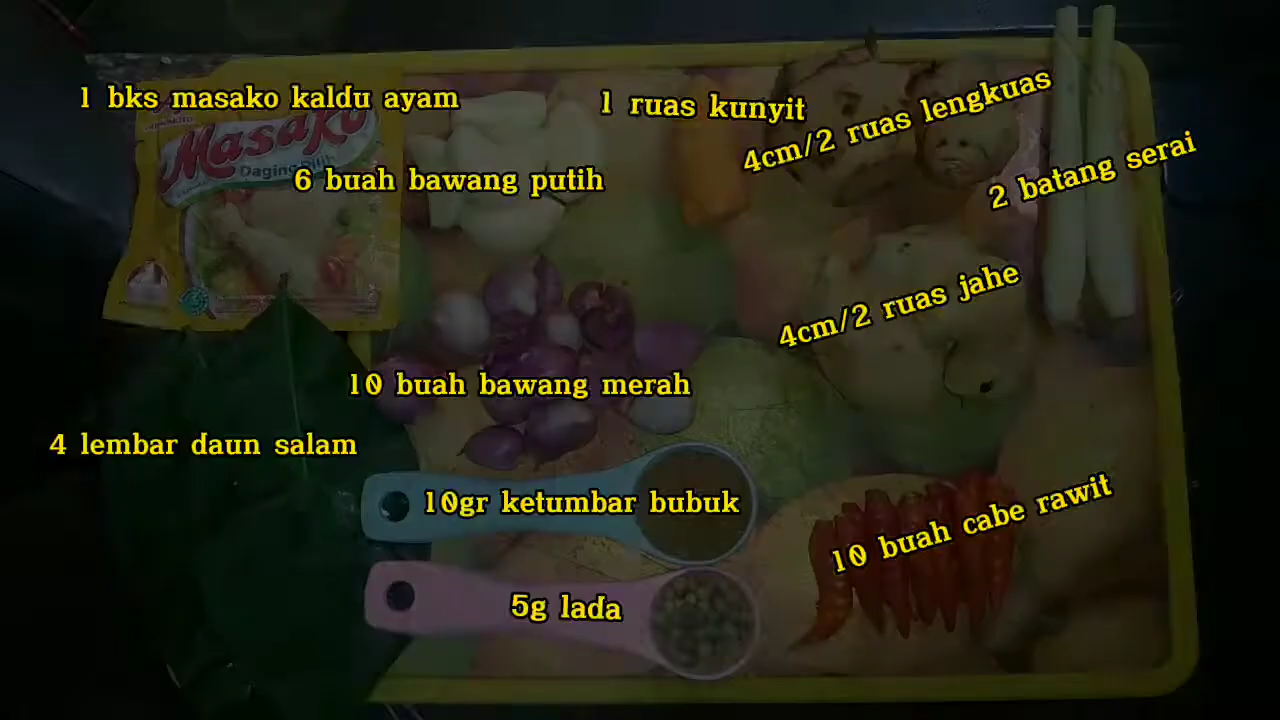 1 bks masako kaldu ayam
1 ruas kunyit
4cm/2 ruas lengkuas
Masako
Daging Pilih
6 buah bawang putih
2 batang serai
4cm/2 ruas jahe
10 buah bawang merah
4 lembar daun salam
10gr ketumbar bubuk
10 buah cabe rawit
5g lada